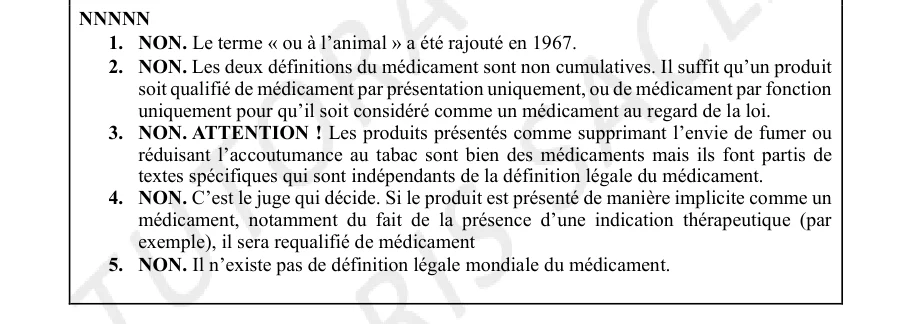 NNNNN
1. NON. Le terme « ou à l’animal » a été rajouté en 1967.
2. NON. Les deux définitions du médicament sont non cumulatives. Il suffit qu’un produit
soit qualifié de médicament par présentation uniquement, ou de médicament par fonction
uniquement pour qu’il soit considéré comme un médicament au regard de la loi.
3. NON. ATTENTION ! Les produits présentés comme supprimant l’envie de fumer ou
réduisant l’accoutumance au tabac sont bien des médicaments mais ils font partis de
textes spécifiques qui sont indépendants de la définition légale du médicament.
4. NON. C’est le juge qui décide. Si le produit est présenté de manière implicite comme un
médicament, notamment du fait de la présence d’une indication thérapeutique (par
exemple), il sera requalifié de médicament
5. NON. Il n’existe pas de définition légale mondiale du médicament.